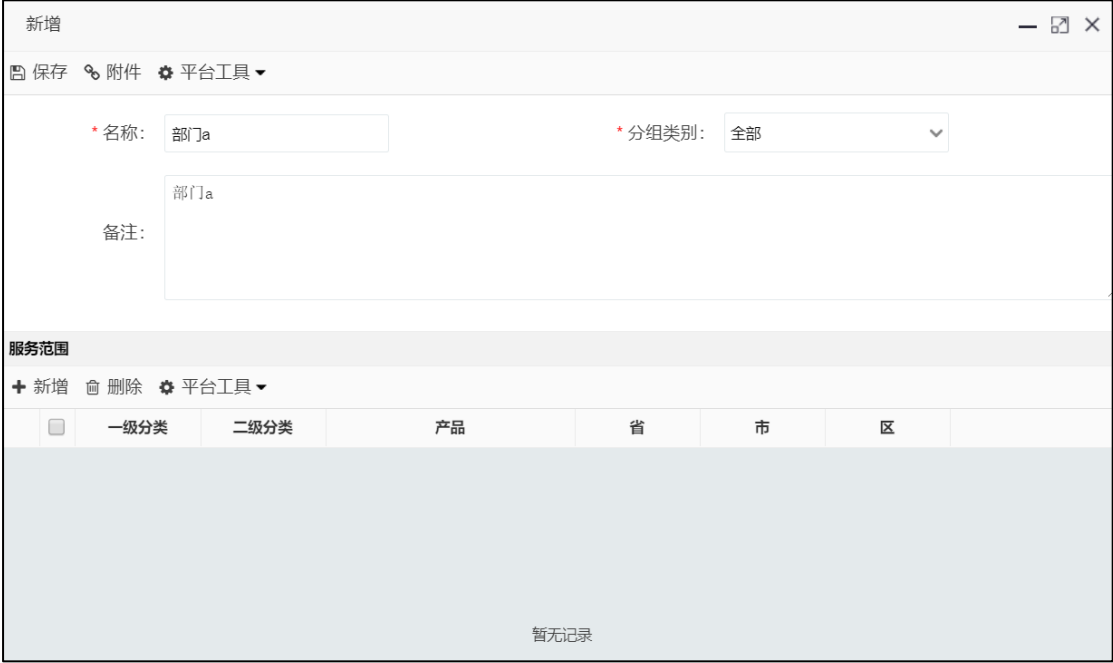 新增
保存 附件 平台工具
*名称： 部门a *分组类别： 全部
部门a
备注：
服务范围
新增 删除 平台工具
一级分类 二级分类 产品 省 市 区
暂无记录